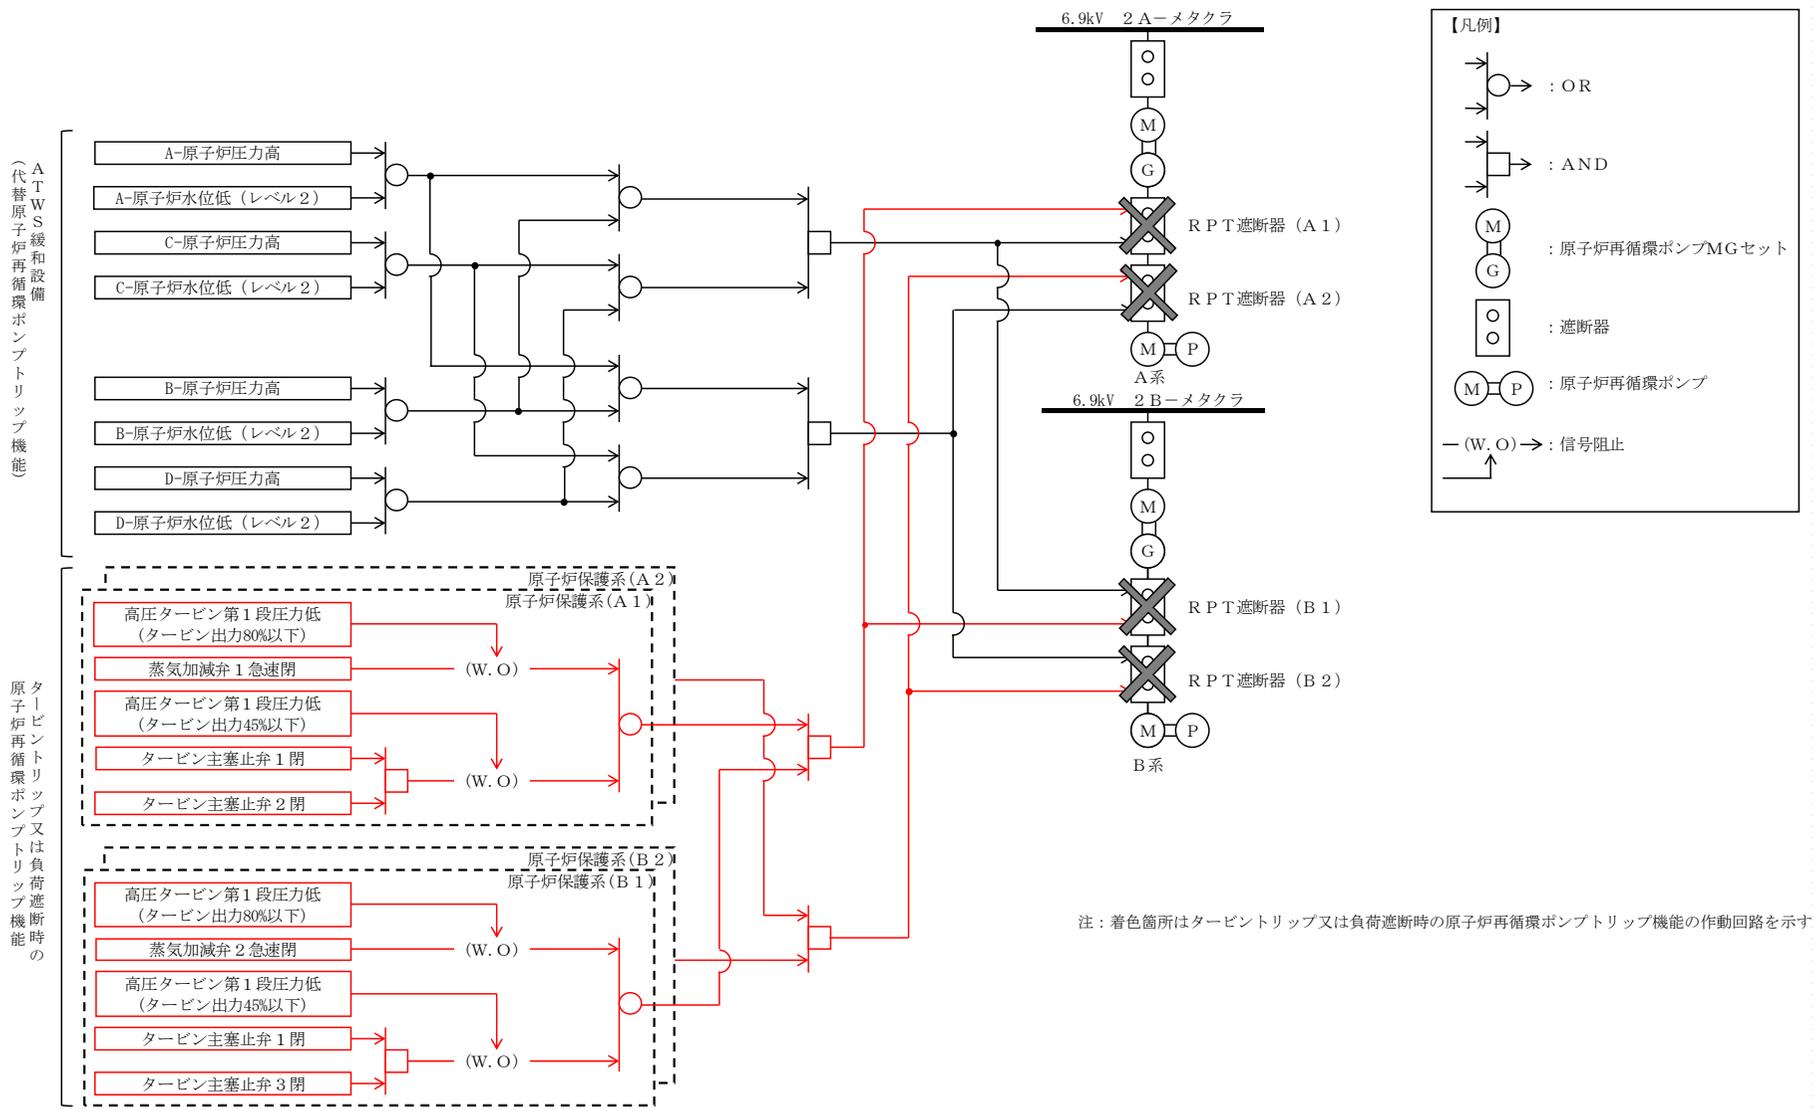 6.9kV 2A-メタクラ
【凡例】
:OR
:AND
M
G
:原子炉再循環ポンプMGセット
:遮断器
M
P
:原子炉再循環ポンプ
(W.O)
:信号阻止
ATWS緩和設備
(代替原子炉再循環ポンプトリップ機能)
A-原子炉圧力高
A-原子炉水位低(レベル2)
C-原子炉圧力高
C-原子炉水位低(レベル2)
B-原子炉圧力高
B-原子炉水位低(レベル2)
D-原子炉圧力高
D-原子炉水位低(レベル2)
M
G
RPT遮断器(A1)
RPT遮断器(A2)
M
P
A系
6.9kV 2B-メタクラ
M
G
RPT遮断器(B1)
RPT遮断器(B2)
M
P
B系
タービントリップ又は負荷遮断時の
原子炉再循環ポンプトリップ機能
原子炉保護系(A2)
原子炉保護系(A1)
高圧タービン第1段圧力低
(タービン出力80%以下)
蒸気加減弁1急速閉
(W.O)
高圧タービン第1段圧力低
(タービン出力45%以下)
タービン主塞止弁1閉
(W.O)
タービン主塞止弁2閉
原子炉保護系(B2)
原子炉保護系(B1)
高圧タービン第1段圧力低
(タービン出力80%以下)
蒸気加減弁2急速閉
(W.O)
高圧タービン第1段圧力低
(タービン出力45%以下)
タービン主塞止弁1閉
(W.O)
タービン主塞止弁3閉
注:着色箇所はタービントリップ又は負荷遮断時の原子炉再循環ポンプトリップ機能の作動回路を示す